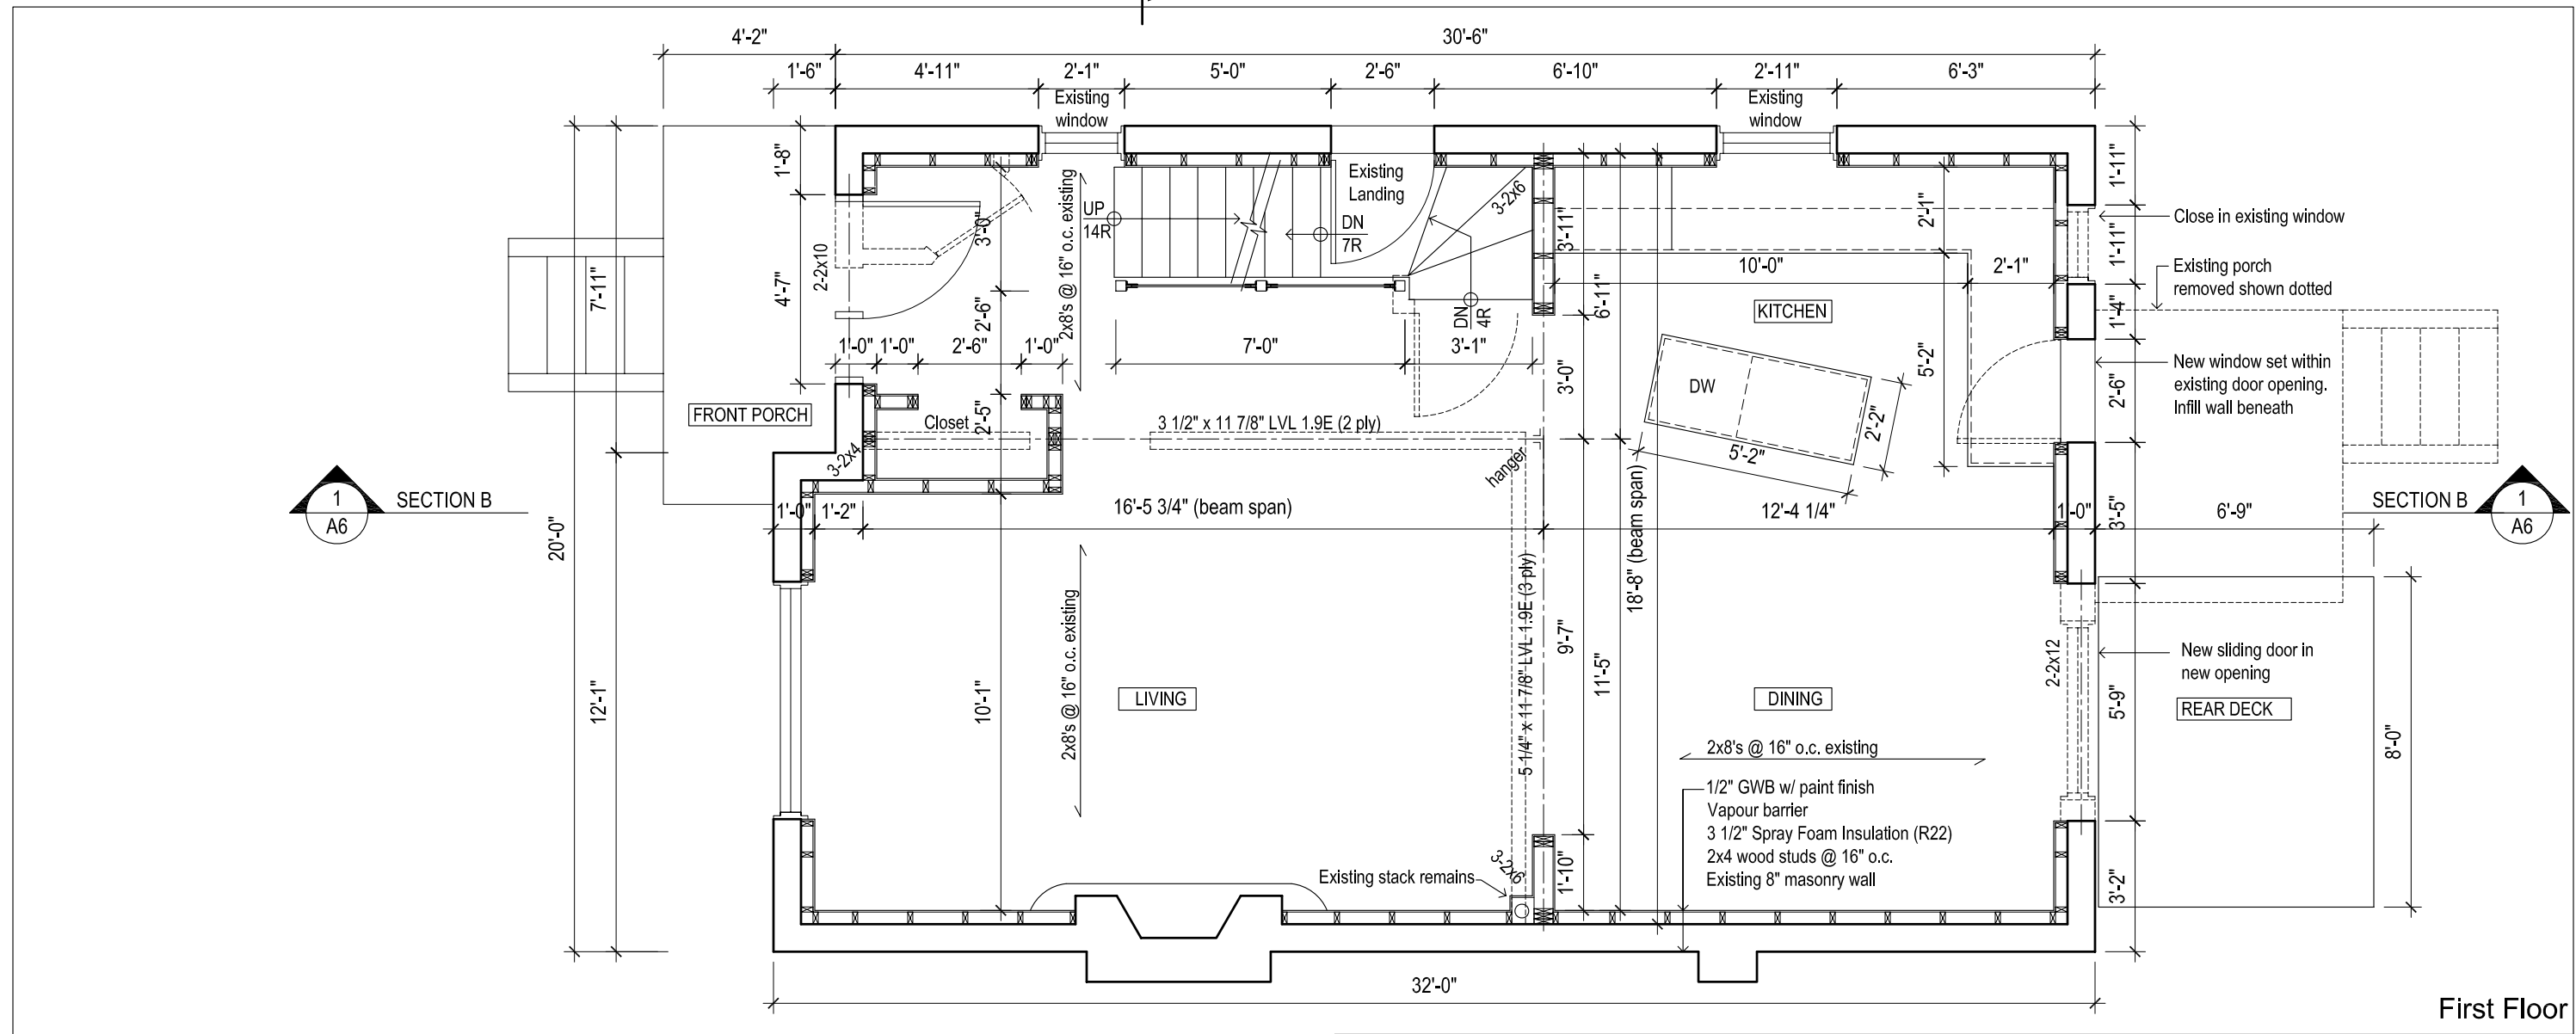 4'-2"
30'-6"
1'-6"
4'-11"
2'-1"
5'-0"
2'-6"
6'-10"
2'-11"
6'-3"
Existing
window
Existing
window
1'-8"
4'-7"
7'-11"
20'-0"
12'-1"
2-2x10
3'-0"
2'-6"
2'-5"
10'-1"
2x8's @ 16" o.c. existing
UP
14R
DN
7R
Existing
Landing
3-2x6
DN
4R
3'-11"
6'-11"
3'-0"
9'-7"
11'-5"
1'-10"
18'-8" (beam span)
2'-1"
10'-0"
2'-1"
KITCHEN
5'-2"
DW
2'-2"
5'-2"
1'-11"
1'-11"
1'-4"
2'-6"
3'-5"
5'-9"
3'-2"
Close in existing window
Existing porch
removed shown dotted
New window set within
existing door opening.
Infill wall beneath
1'-0"
1'-0"
2'-6"
1'-0"
7'-0"
3'-1"
FRONT PORCH
Closet
3-2x4
3 1/2" x 11 7/8" LVL 1.9E (2 ply)
hanger
1
A6
SECTION B
1'-0"
1'-2"
16'-5 3/4" (beam span)
12'-4 1/4"
1'-0"
6'-9"
SECTION B
1
A6
2x8's @ 16" o.c. existing
5 1/4" x 11 7/8" LVL 1.9E (3 ply)
LIVING
DINING
2-2x12
New sliding door in
new opening
REAR DECK
8'-0"
2x8's @ 16" o.c. existing
1/2" GWB w/ paint finish
Vapour barrier
3 1/2" Spray Foam Insulation (R22)
2x4 wood studs @ 16" o.c.
Existing 8" masonry wall
Existing stack remains
3-2x6
32'-0"
First Floor